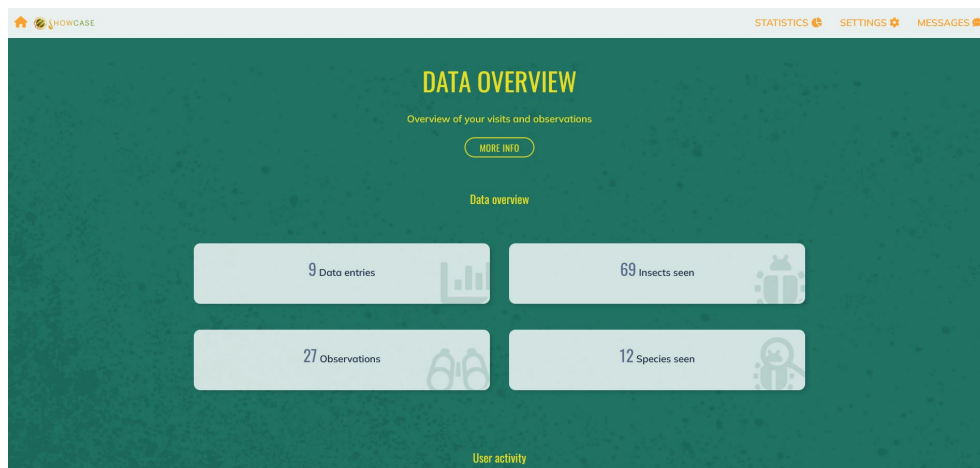 SHOWCASE
STATISTICS
SETTINGS
MESSAGES
DATA OVERVIEW
Overview of your visits and observations
MORE INFO
Data overview
9 Data entries
69 Insects seen
27 Observations
12 Species seen
User activity